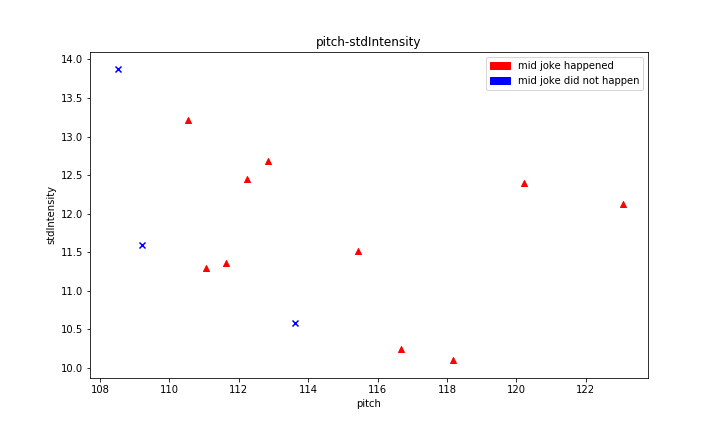 pitch-stdIntensity
mid joke happened
mid joke did not happen
stdIntensity
14.0
13.5
13.0
12.5
12.0
11.5
11.0
10.5
10.0
108 110 112 114 116 118 120 122
pitch